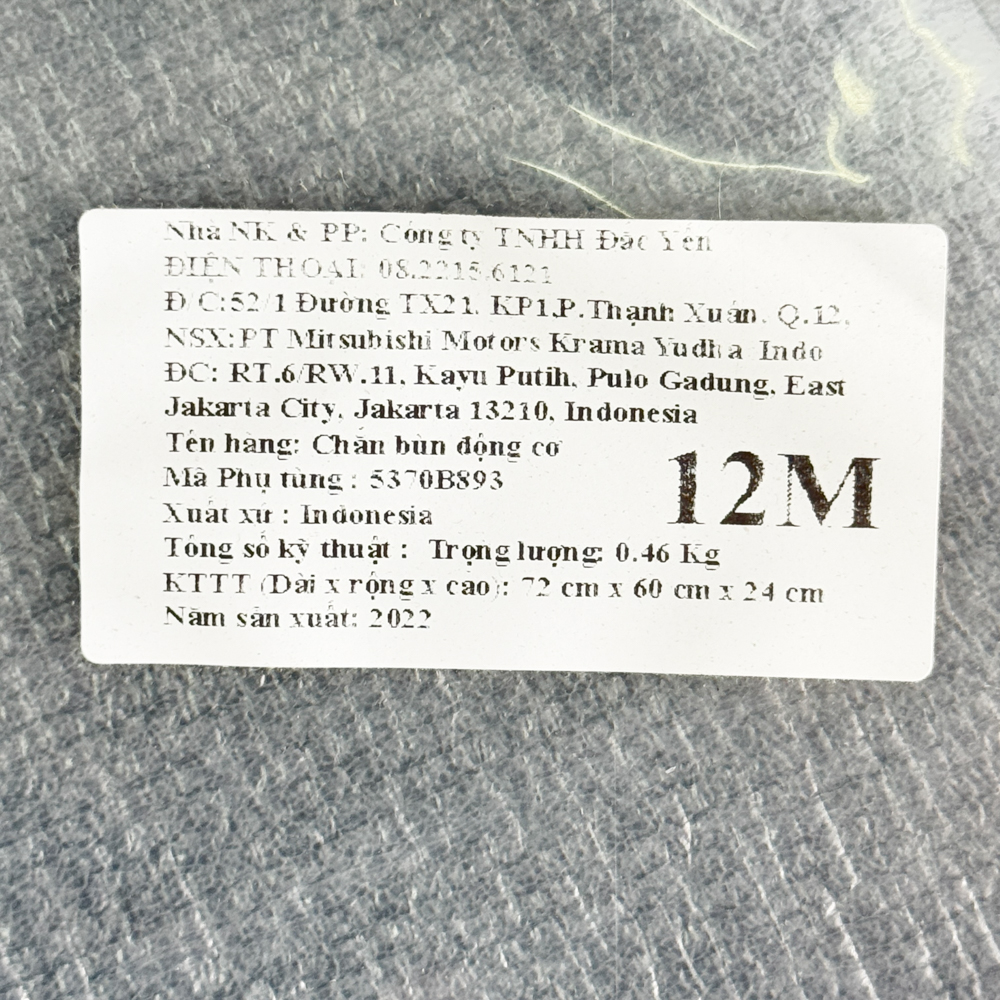 Nhà NK & PP: Công ty TNHH Đắc Yến
ĐIỆN THOẠI: 08.2215.6121
Đ/C:52/1 Đường TX21, KP1,P.Thạnh Xuân, Q.12,
NSX:PT Mitsubishi Motors Krama Yudha Indo
ĐC: RT.6/RW.11, Kayu Putih, Pulo Gadung, East
Jakarta City, Jakarta 13210, Indonesia
Tên hàng: Chắn bùn động cơ
Mã Phụ tùng : 5370B893
12M
Xuất xứ : Indonesia
Tổng số kỹ thuật : Trọng lượng: 0.46 Kg
KTTT (Dài x rộng x cao): 72 cm x 60 cm x 24 cm
Năm sản xuất: 2022